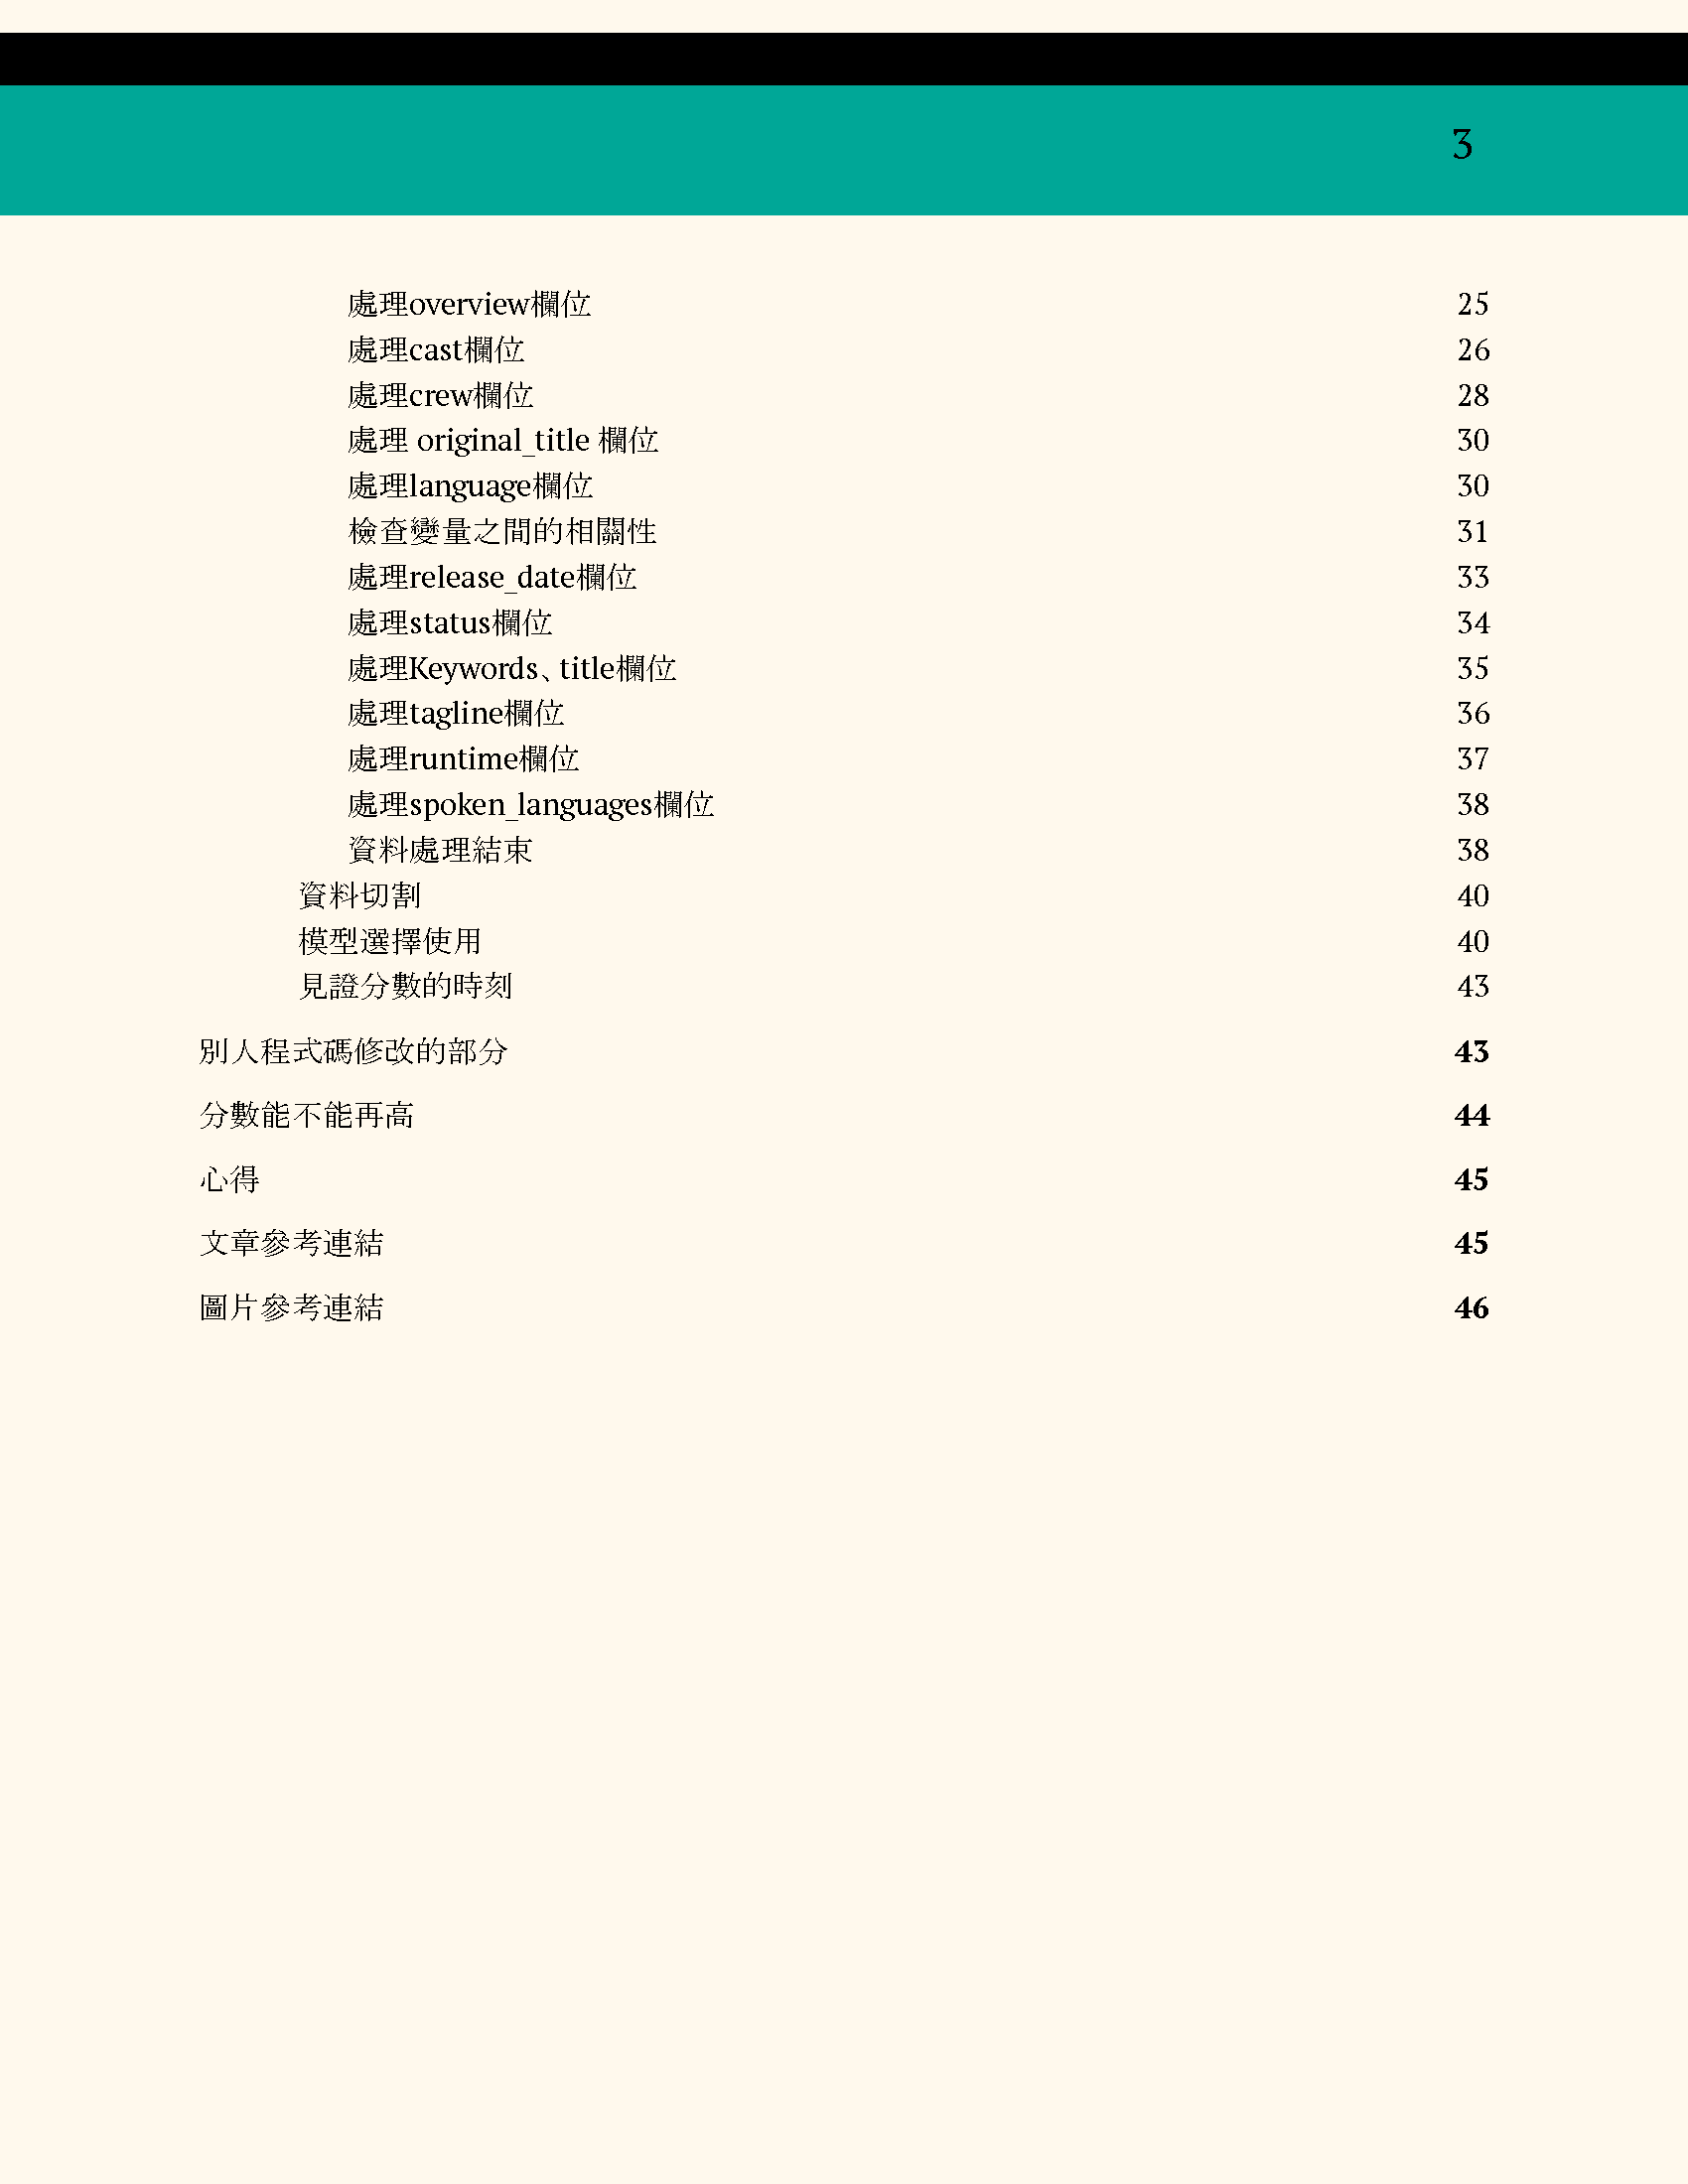 3
處理overview欄位 25
處理cast欄位 26
處理crew欄位 28
處理 original_title 欄位 30
處理language欄位 30
檢查變量之間的相關性 31
處理release_date欄位 33
處理status欄位 34
處理Keywords、title欄位 35
處理tagline欄位 36
處理runtime欄位 37
處理spoken_languages欄位 38
資料處理結束 38
資料切割 40
模型選擇使用 40
見證分數的時刻 43
別人程式碼修改的部分 43
分數能不能再高 44
心得 45
文章參考連結 45
圖片參考連結 46